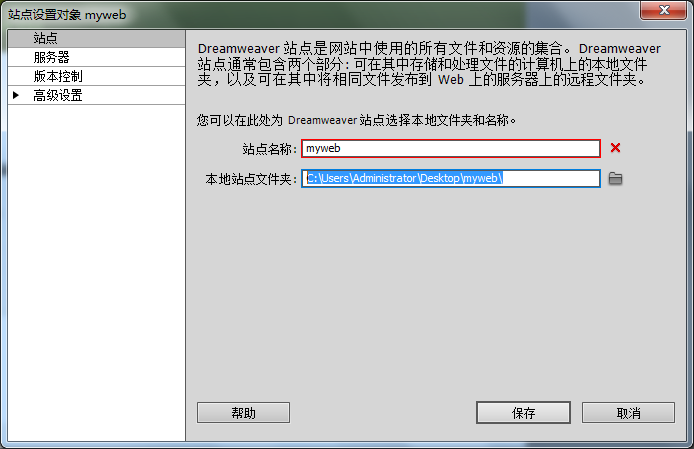 站点设置对象 myweb
站点
服务器
版本控制
高级设置
Dreamweaver 站点是网站中使用的所有文件和资源的集合。Dreamweaver
站点通常包含两个部分: 可在其中存储和处理文件的计算机上的本地文件
夹，以及可在其中将相同文件发布到 Web 上的服务器上的远程文件夹。
您可以在此处为 Dreamweaver 站点选择本地文件夹和名称。
站点名称: myweb
本地站点文件夹: C:\Users\Administrator\Desktop\myweb\
帮助 保存 取消